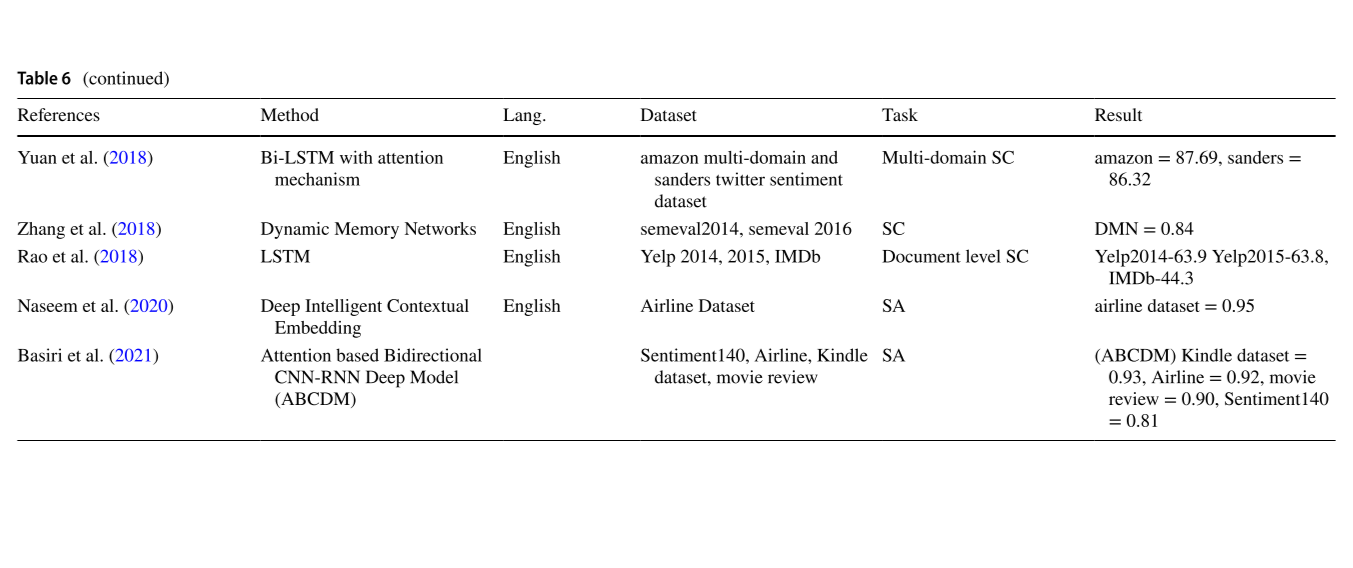 Table 6 (continued)
References Method Lang. Dataset Task Result
Yuan et al. (2018) Bi-LSTM with attention English amazon multi-domain and Multi-domain SC amazon = 87.69, sanders =
mechanism sanders twitter sentiment 86.32
dataset
Zhang et al. (2018) Dynamic Memory Networks English semeval2014, semeval 2016 SC DMN = 0.84
Rao et al. (2018) LSTM English Yelp 2014, 2015, IMDb Document level SC Yelp2014-63.9 Yelp2015-63.8,
IMDb-44.3
Naseem et al. (2020) Deep Intelligent Contextual English Airline Dataset SA airline dataset = 0.95
Embedding
Basiri et al. (2021) Attention based Bidirectional Sentiment140, Airline, Kindle SA (ABCDM) Kindle dataset =
CNN-RNN Deep Model dataset, movie review 0.93, Airline = 0.92, movie
(ABCDM) review = 0.90, Sentiment140
= 0.81